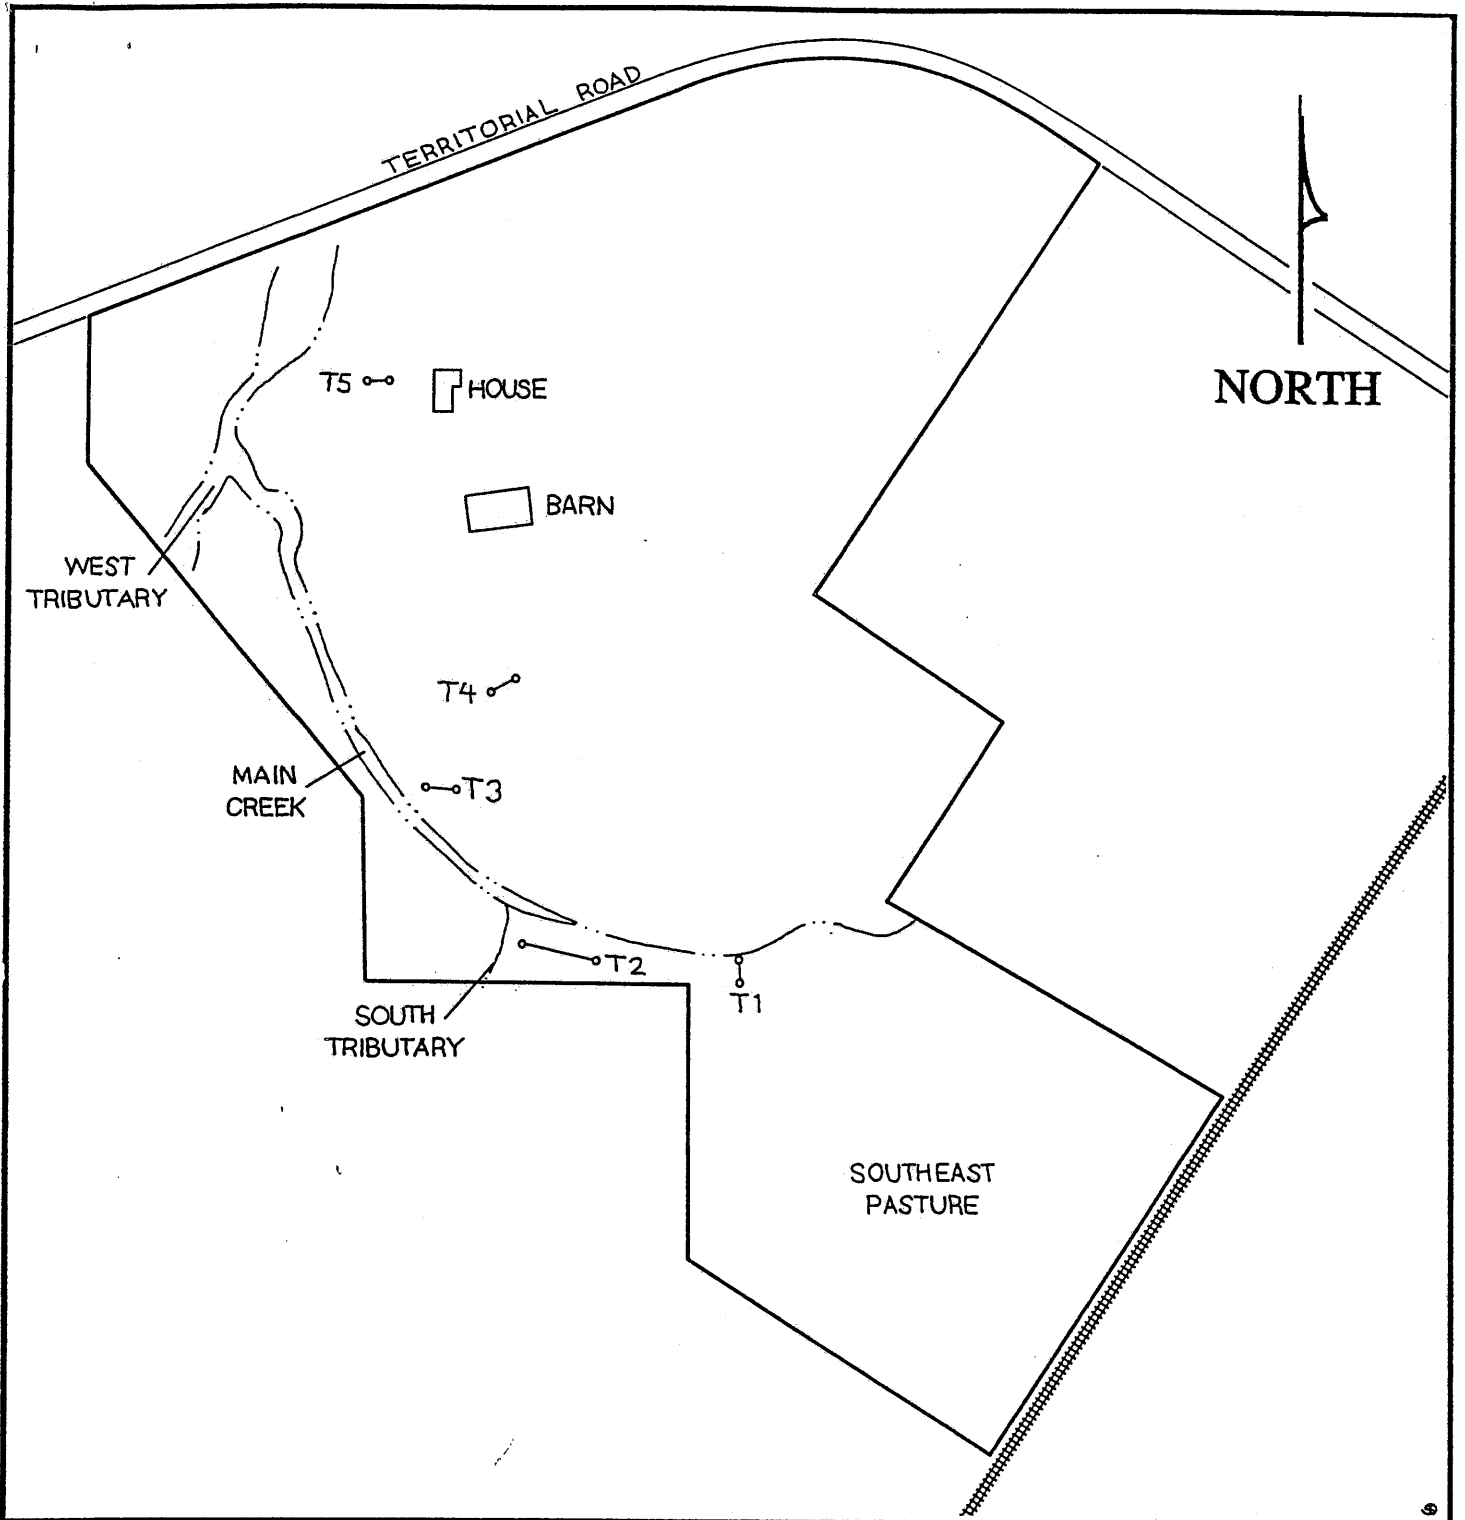 TERRITORIAL ROAD
NORTH
T5
HOUSE
BARN
WEST
TRIBUTARY
T4
MAIN
CREEK
T3
T2
T1
SOUTH
TRIBUTARY
SOUTHEAST
PASTURE